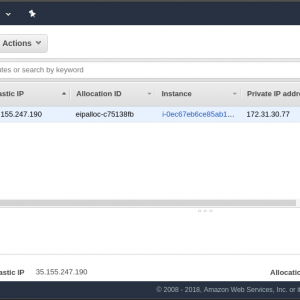 Actions
utes or search by keyword
astic IP Allocation ID Instance Private IP addre
155.247.190 eipalloc-c75138fb i-0ec67eb6ce85ab1... 172.31.30.77
astic IP 35.155.247.190 Allocatio
© 2008 - 2018, Amazon Web Services, Inc. or i